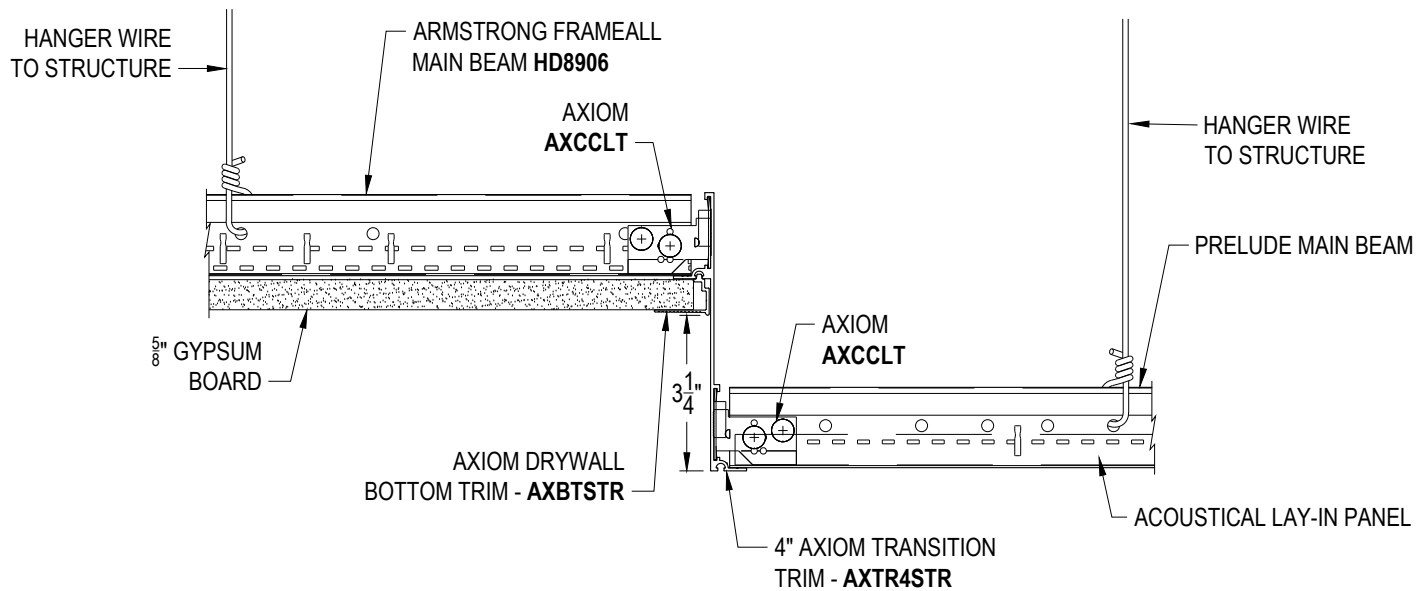 HANGER WIRE
TO STRUCTURE
ARMSTRONG FRAMEALL
MAIN BEAM HD8906
AXIOM
AXCCLT
HANGER WIRE
TO STRUCTURE
PRELUDE MAIN BEAM
5/8" GYPSUM
BOARD
3 1/4"
AXIOM
AXCCLT
AXIOM DRYWALL
BOTTOM TRIM - AXBTSTR
ACOUSTICAL LAY-IN PANEL
4" AXIOM TRANSITION
TRIM - AXTR4STR